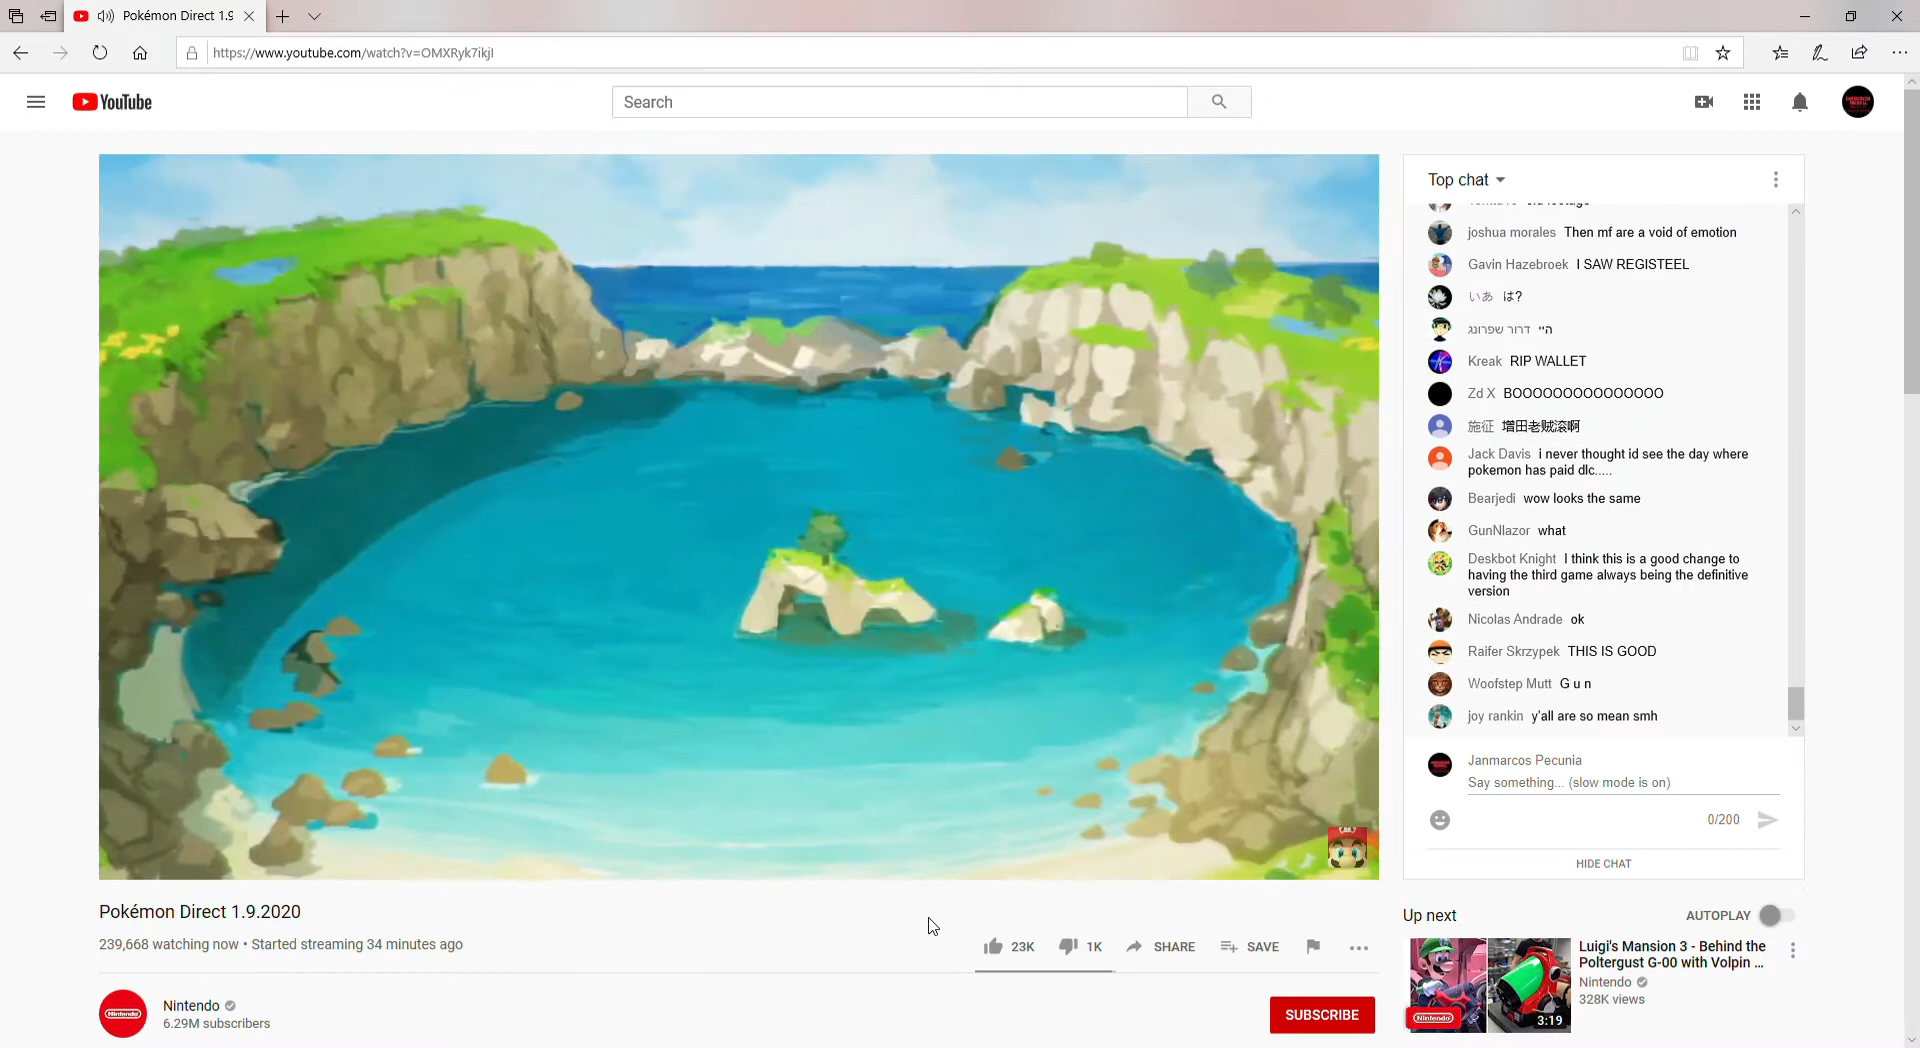 Pokémon Direct 1.9
https://www.youtube.com/watch?v=OMXRyk7ikjI
YouTube
Search
Top chat
joshua morales Then mf are a void of emotion
Gavin Hazebroek I SAW REGISTEEL
いあ は?
דרור שפרונג היי
Kreak RIP WALLET
Zd X BOOOOOOOOOOOOOOO
施征 増田老贼滚啊
Jack Davis i never thought id see the day where
pokemon has paid dlc.....
Bearjedi wow looks the same
GunNlazor what
Deskbot Knight I think this is a good change to
having the third game always being the definitive
version
Nicolas Andrade ok
Raifer Skrzypek THIS IS GOOD
Woofstep Mutt G u n
joy rankin y'all are so mean smh
Janmarcos Pecunia
Say something... (slow mode is on)
0/200
HIDE CHAT
Pokémon Direct 1.9.2020
239,668 watching now • Started streaming 34 minutes ago
23K 1K SHARE SAVE
Nintendo
Nintendo
6.29M subscribers
SUBSCRIBE
Up next
AUTOPLAY
Luigi's Mansion 3 - Behind the
Poltergust G-00 with Volpin ...
Nintendo
328K views
Nintendo
3:19